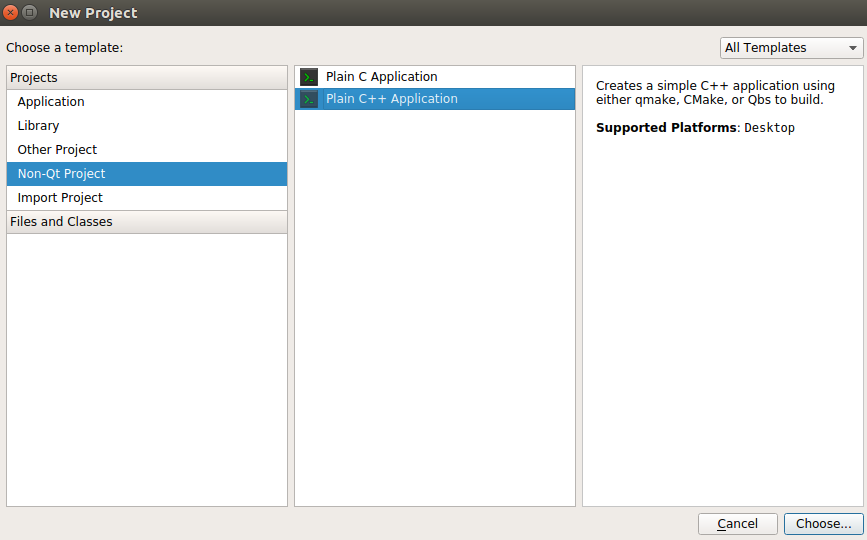 New Project
Choose a template:
All Templates
Projects
Application
Library
Other Project
Non-Qt Project
Import Project
Files and Classes
Plain C Application
Plain C++ Application
Creates a simple C++ application using
either qmake, CMake, or Qbs to build.
Supported Platforms: Desktop
Cancel
Choose...